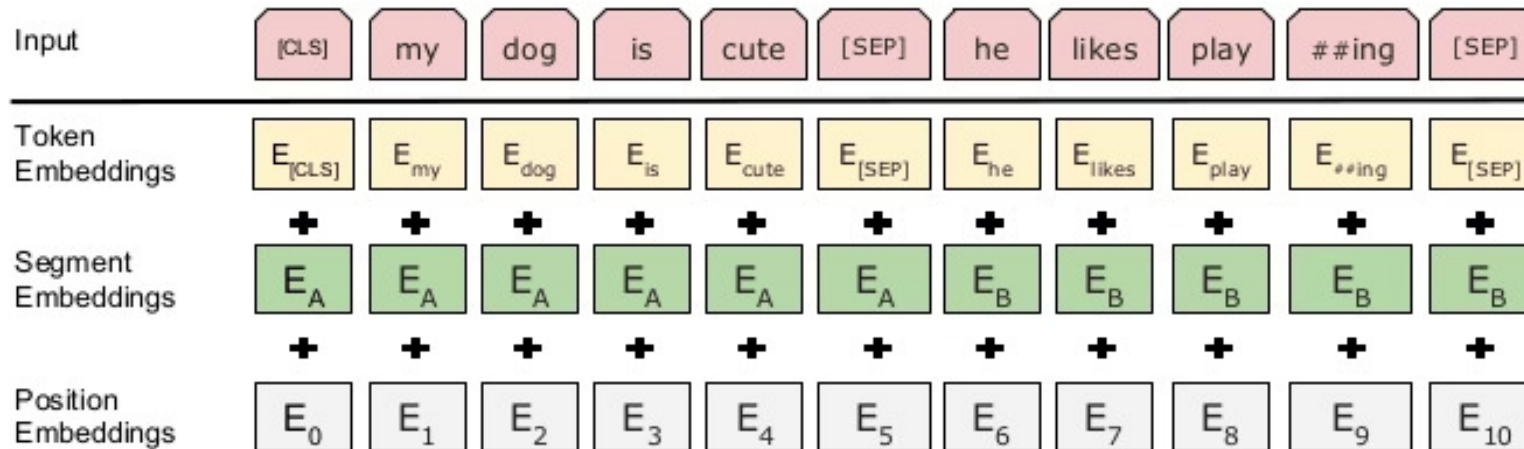 Input [CLS] my dog is cute [SEP] he likes play ##ing [SEP]
Token
Embeddings E[CLS] Emy Edog Eis Ecute E[SEP] Ehe Elikes Eplay E##ing E[SEP]
+ + + + + + + + + + +
Segment
Embeddings EA EA EA EA EA EA EB EB EB EB EB
+ + + + + + + + + + +
Position
Embeddings E0 E1 E2 E3 E4 E5 E6 E7 E8 E9 E10